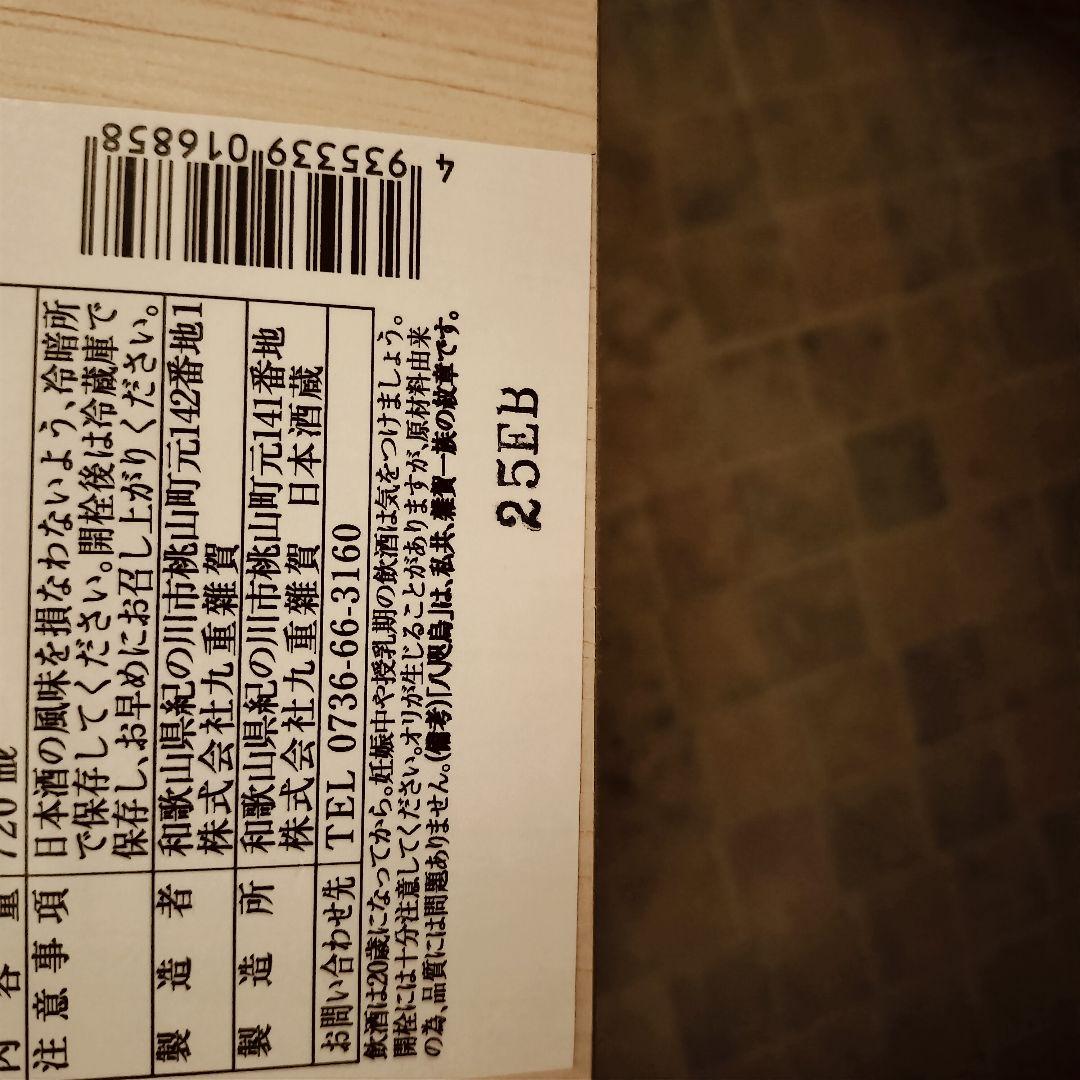 内容量 720ml
注意事項 日本酒の風味を損なわないよう、冷暗所
で保存してください。開栓後は冷蔵庫で
保存し、お早めにお召し上がりください。
製造者 和歌山県紀の川市桃山町元142番地1
株式会社九重雜賀
製造所 和歌山県紀の川市桃山町元141番地
株式会社九重雜賀 日本酒蔵
お問い合わせ先 TEL 0736-66-3160
飲酒は20歳になってから。妊娠中や授乳期の飲酒は気をつけましょう。
開栓には十分注意してください。オリが生じることがありますが、原材料由来
の為、品質には問題ありません。(備考)「八咫烏」は、私共、雜賀一族の紋章です。
25EB
4 935339 016858